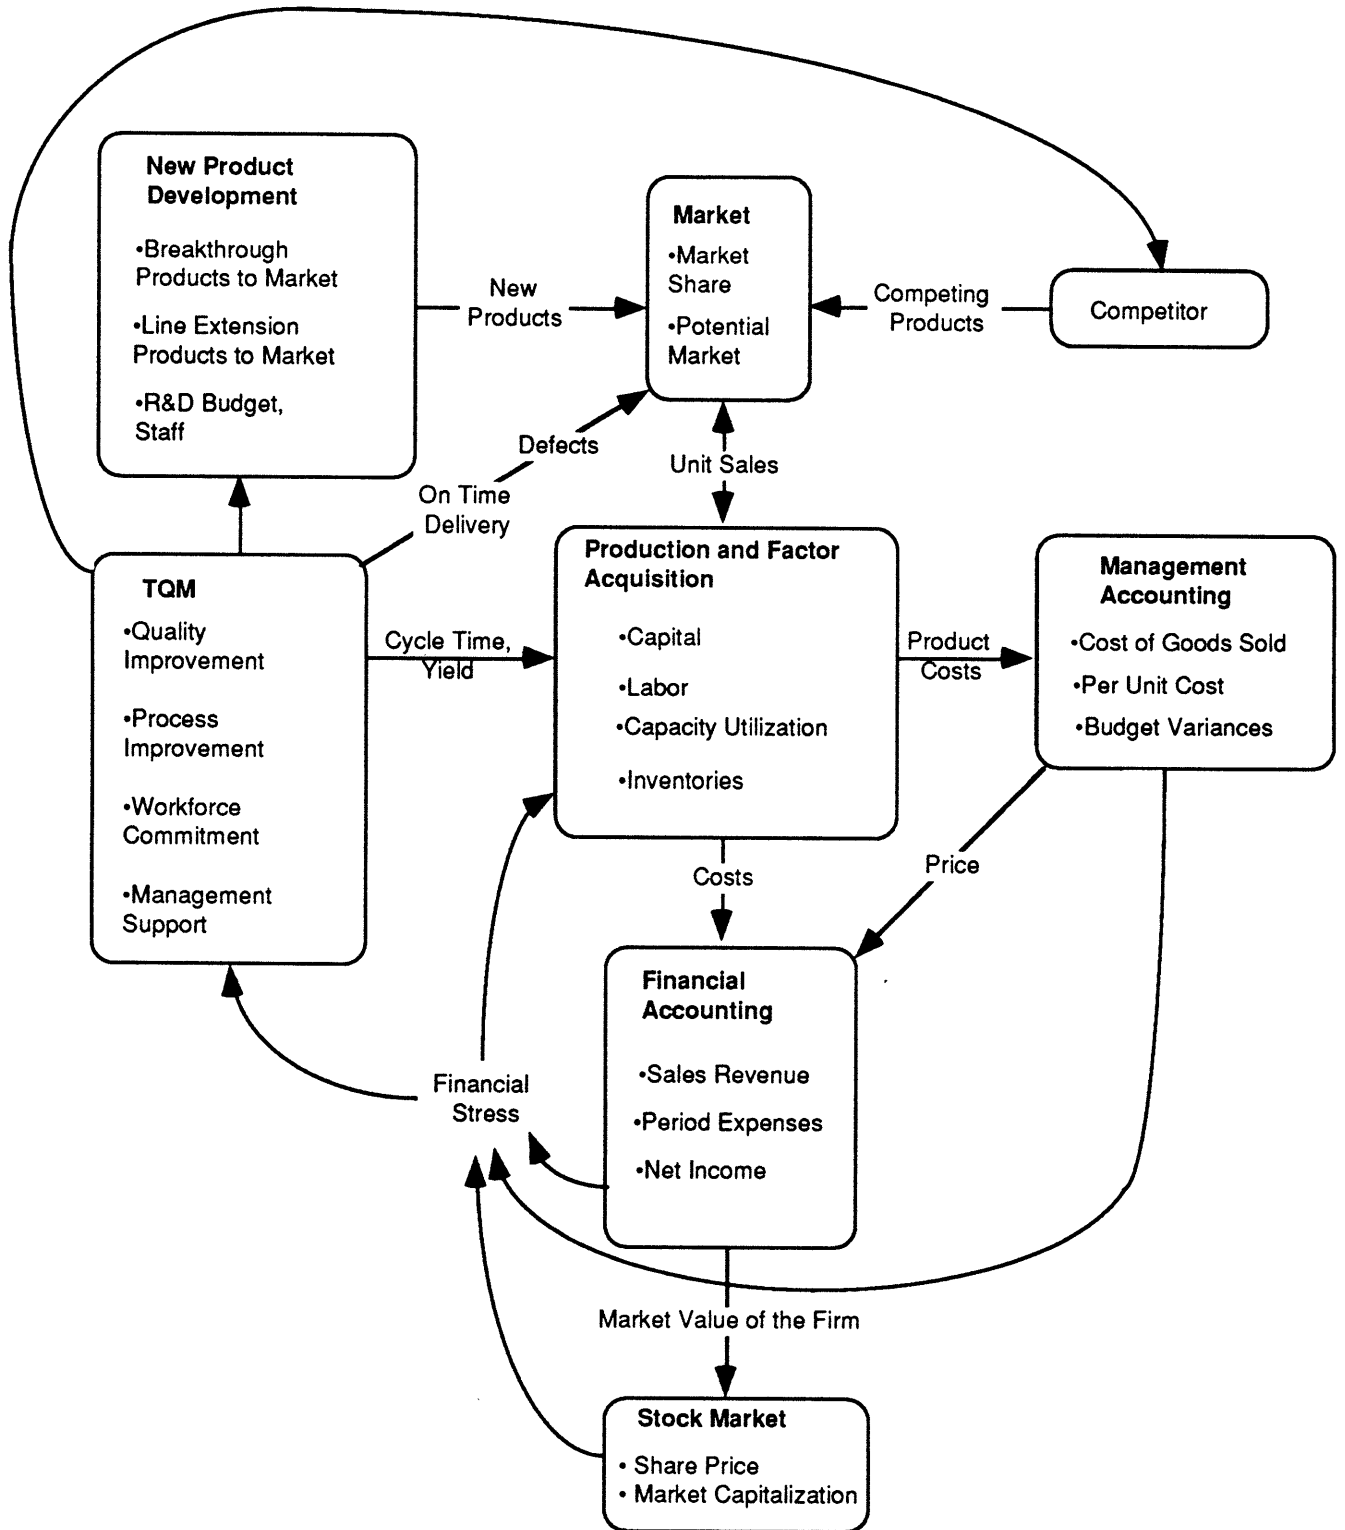 New Product
Development
•Breakthrough
Products to Market
•Line Extension
Products to Market
•R&D Budget,
Staff
New
Products
Market
•Market
Share
•Potential
Market
Competing
Products
Competitor
Defects
On Time
Delivery
Unit Sales
TQM
•Quality
Improvement
•Process
Improvement
•Workforce
Commitment
•Management
Support
Cycle Time,
Yield
Production and Factor
Acquisition
•Capital
•Labor
•Capacity Utilization
•Inventories
Product
Costs
Management
Accounting
•Cost of Goods Sold
•Per Unit Cost
•Budget Variances
Costs
Price
Financial
Accounting
•Sales Revenue
•Period Expenses
•Net Income
Financial
Stress
Market Value of the Firm
Stock Market
• Share Price
• Market Capitalization